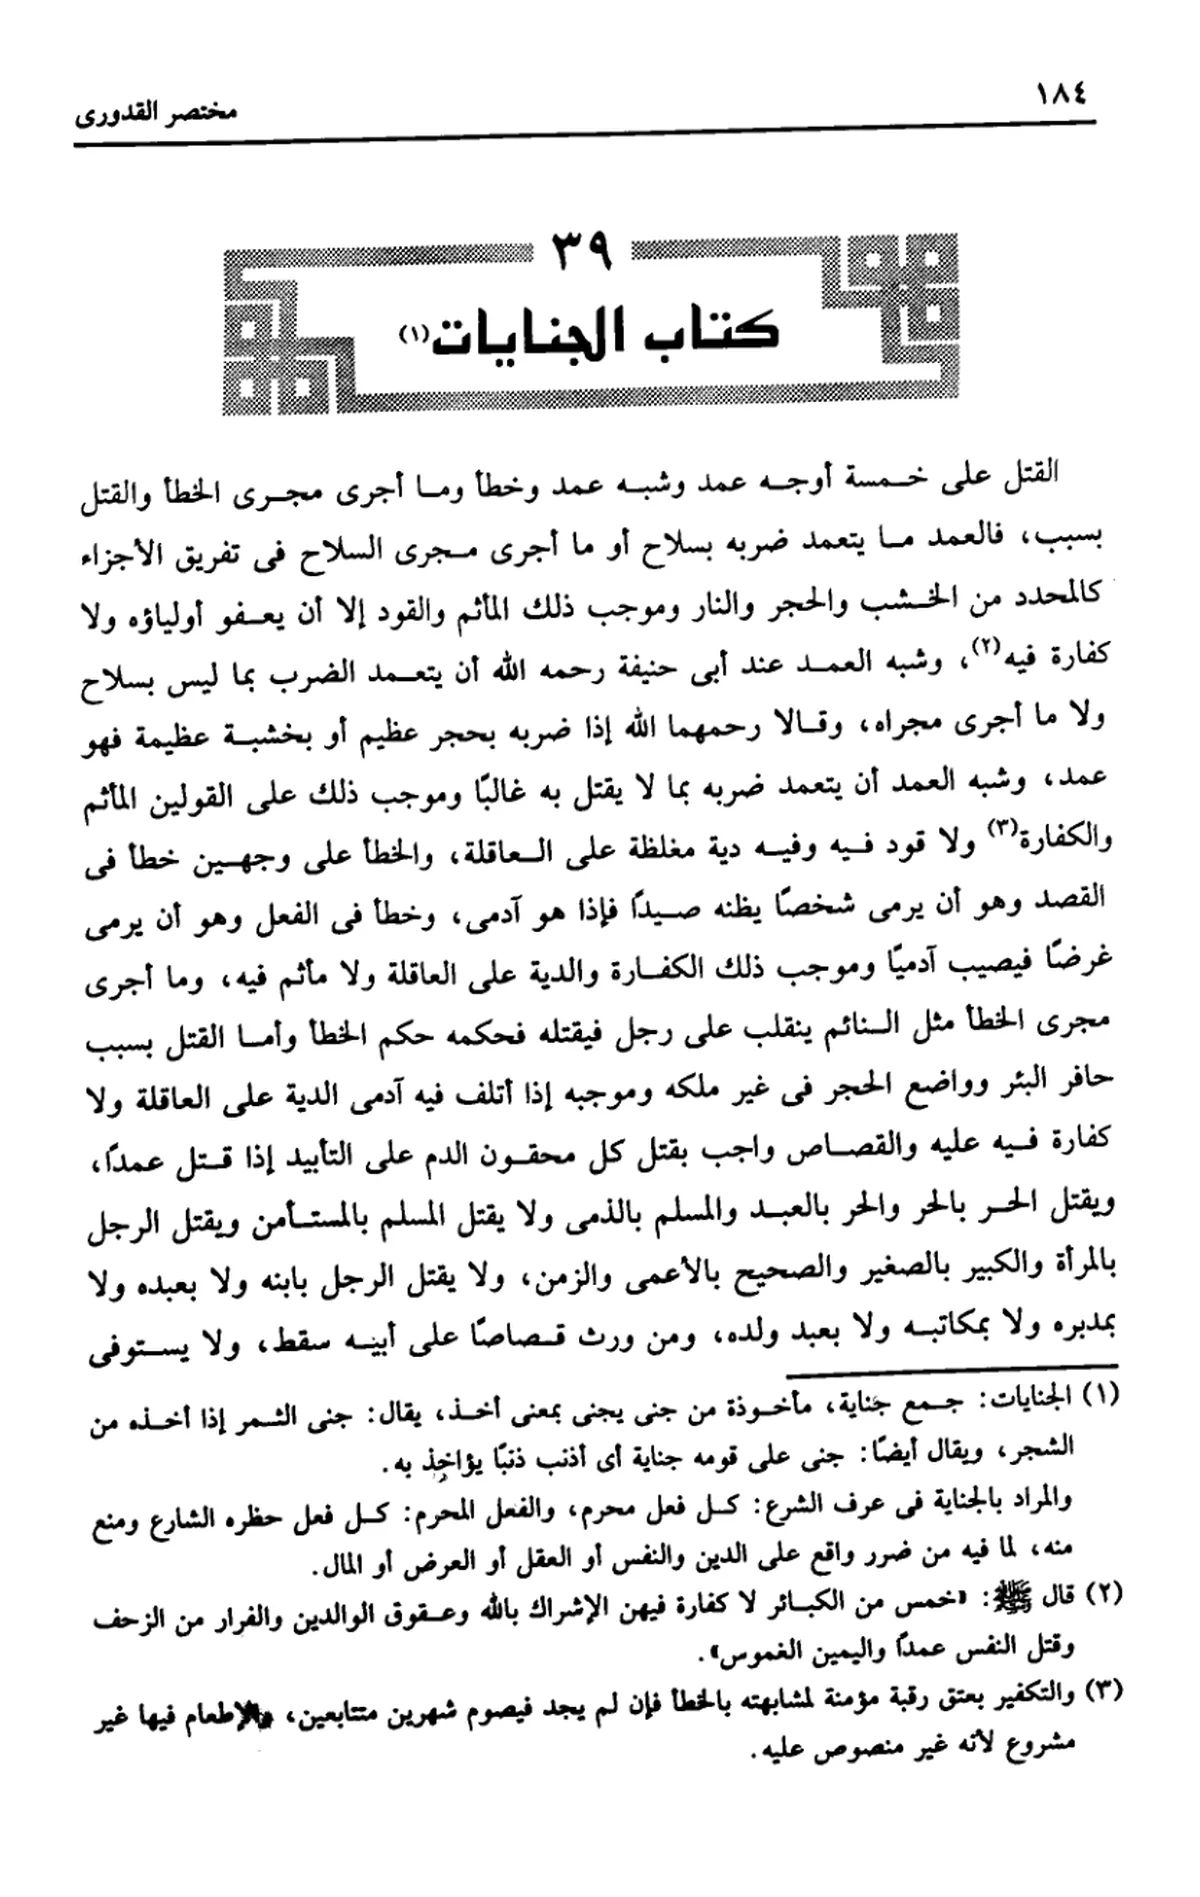 ١٨٤
مختصر القدورى
٣٩
كتاب الجنايات(١)
القتل على خمسة أوجه عمد وشبه عمد وخطأ وما أجرى مجرى الخطأ والقتل
بسبب، فالعمد ما يتعمد ضربه بسلاح أو ما أجرى مجرى السلاح فى تفريق الأجزاء
كالمحدد من الخشب والحجر والنار وموجب ذلك المأثم والقود إلا أن يعفو أولياؤه ولا
كفارة فيه(٢)، وشبه العمد عند أبى حنيفة رحمه الله أن يتعمد الضرب بما ليس بسلاح
ولا ما أجرى مجراه، وقالا رحمهما الله إذا ضربه بحجر عظيم أو بخشبة عظيمة فهو
عمد، وشبه العمد أن يتعمد ضربه بما لا يقتل به غالبًا وموجب ذلك على القولين المأثم
والكفارة(٣) ولا قود فيه وفيه دية مغلظة على العاقلة، والخطأ على وجهين خطأ فى
القصد وهو أن يرمى شخصًا يظنه صيدًا فإذا هو آدمى، وخطأ فى الفعل وهو أن يرمى
غرضًا فيصيب آدميًا وموجب ذلك الكفارة والدية على العاقلة ولا مأثم فيه، وما أجرى
مجرى الخطأ مثل النائم ينقلب على رجل فيقتله فحكمه حكم الخطأ وأما القتل بسبب
حافر البئر وواضع الحجر فى غير ملكه وموجبه إذا أتلف فيه آدمى الدية على العاقلة ولا
كفارة فيه عليه والقصاص واجب بقتل كل محقون الدم على التأبيد إذا قتل عمدًا،
ويقتل الحر بالحر والحر بالعبد والمسلم بالذمى ولا يقتل المسلم بالمستأمن ويقتل الرجل
بالمرأة والكبير بالصغير والصحيح بالأعمى والزمن، ولا يقتل الرجل بابنه ولا بعبده ولا
بمدبره ولا بمكاتبه ولا بعبد ولده، ومن ورث قصاصًا على أبيه سقط، ولا يستوفى
(١) الجنايات: جمع جناية، مأخوذة من جنى يجنى بمعنى أخذ، يقال: جنى الثمر إذا أخذه من
الشجر، ويقال أيضًا: جنى على قومه جناية أى أذنب ذنبًا يؤاخِذ به.
والمراد بالجناية فى عرف الشرع: كل فعل محرم، والفعل المحرم: كل فعل حظره الشارع ومنع
منه، لما فيه من ضرر واقع على الدين والنفس أو العقل أو العرض أو المال.
(٢) قال ﷺ: «خمس من الكبائر لا كفارة فيهن الإشراك بالله وعقوق الوالدين والفرار من الزحف
وقتل النفس عمدًا واليمين الغموس».
(٣) والتكفير بعتق رقبة مؤمنة لمشابهته بالخطأ فإن لم يجد فيصوم شهرين متتابعين، والإطعام فيها غير
مشروع لأنه غير منصوص عليه.